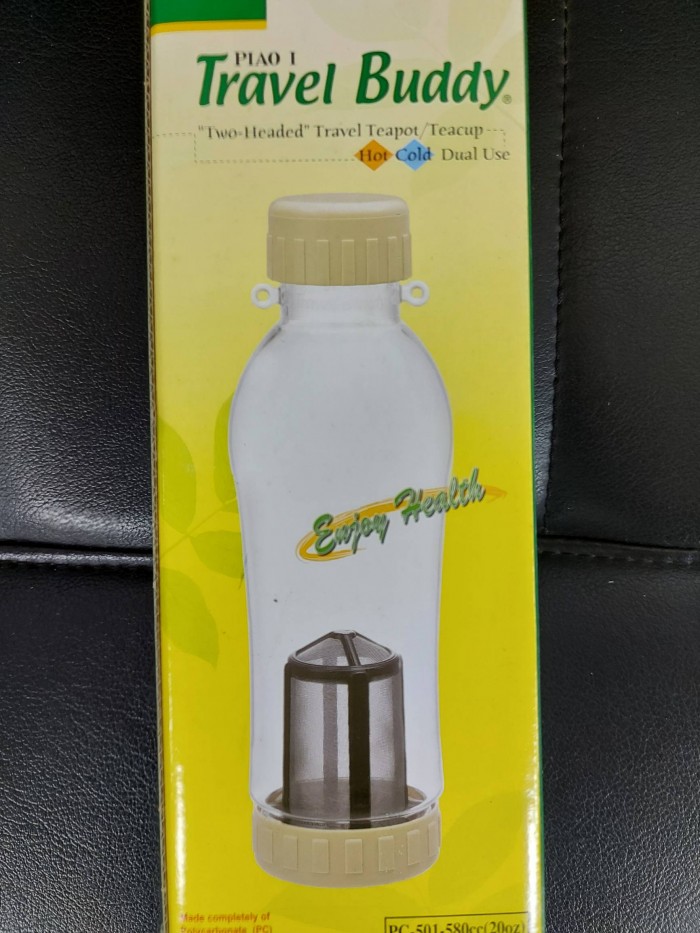 PIAO I
Travel Buddy®
"Two-Headed" Travel Teapot/Teacup
Hot Cold Dual Use
Enjoy Health
Made completely of
Polycarbonate (PC)
PC-501-580cc(20oz)